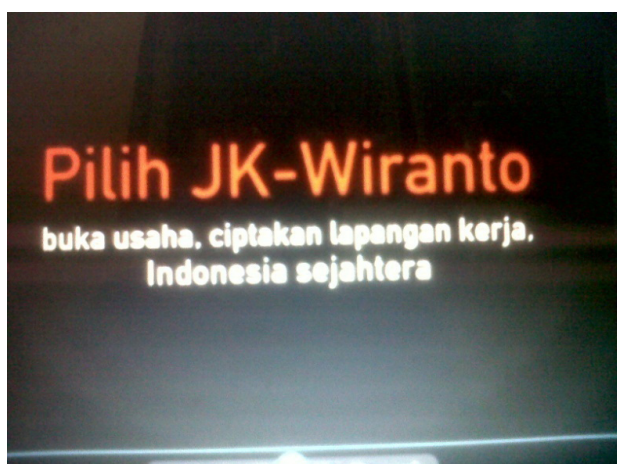 Pilih JK-Wiranto
buka usaha, ciptakan lapangan kerja,
Indonesia sejahtera